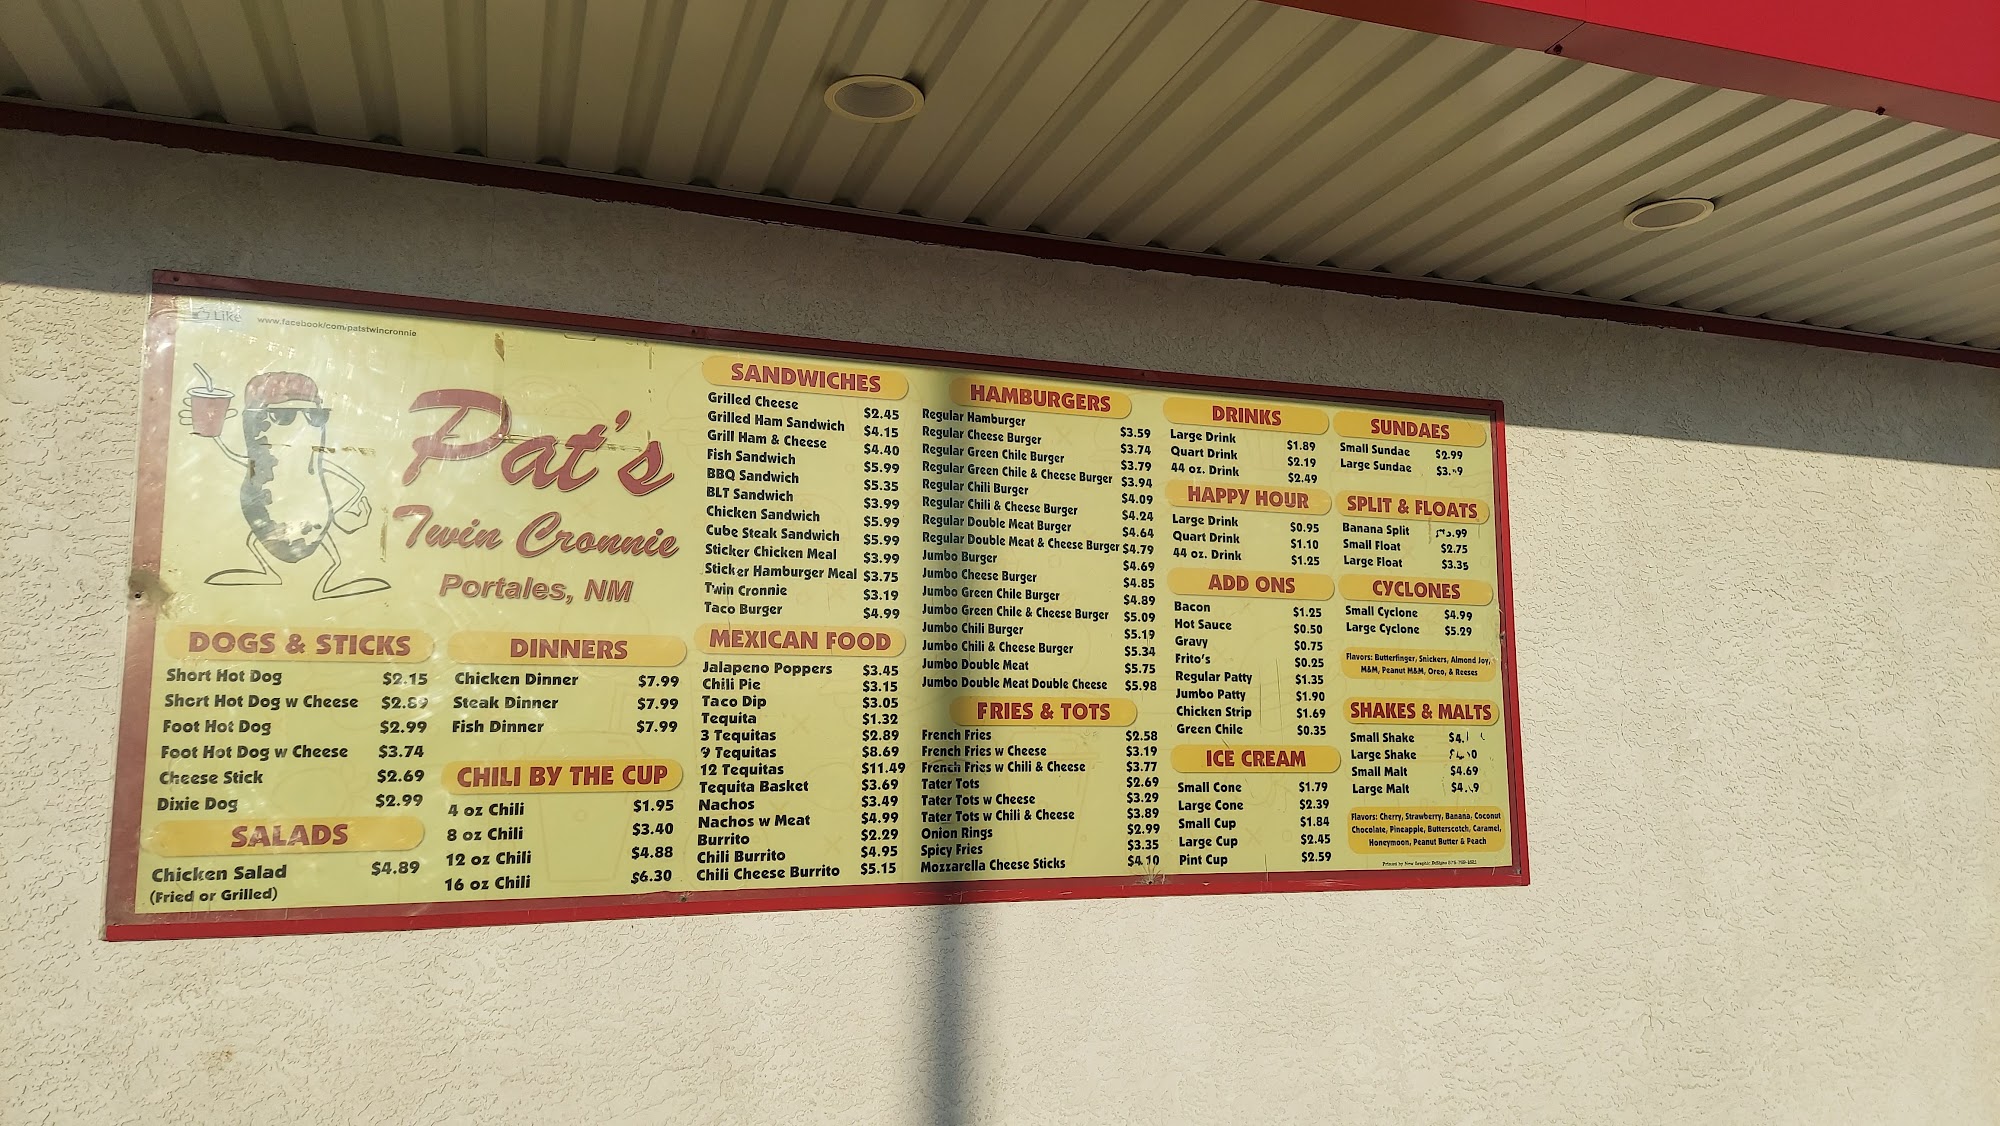 Like www.facebook/com/patstwincronnie
Pat's
Twin Cronnie
Portales, NM
DOGS & STICKS
Short Hot Dog $2.15
Short Hot Dog w Cheese $2.89
Foot Hot Dog $2.99
Foot Hot Dog w Cheese $3.74
Cheese Stick $2.69
Dixie Dog $2.99
SALADS
Chicken Salad $4.89
(Fried or Grilled)
DINNERS
Chicken Dinner $7.99
Steak Dinner $7.99
Fish Dinner $7.99
CHILI BY THE CUP
4 oz Chili $1.95
8 oz Chili $3.40
12 oz Chili $4.88
16 oz Chili $6.30
SANDWICHES
Grilled Cheese $2.45
Grilled Ham Sandwich $4.15
Grill Ham & Cheese $4.40
Fish Sandwich $5.99
BBQ Sandwich $5.35
BLT Sandwich $3.99
Chicken Sandwich $5.99
Cube Steak Sandwich $5.99
Sticker Chicken Meal $3.99
Sticker Hamburger Meal $3.75
Twin Cronnie $3.19
Taco Burger $4.99
MEXICAN FOOD
Jalapeno Poppers $3.45
Chili Pie $3.15
Taco Dip $3.05
Tequita $1.32
3 Tequitas $2.89
9 Tequitas $8.69
12 Tequitas $11.49
Tequita Basket $3.69
Nachos $3.49
Nachos w Meat $4.99
Burrito $2.29
Chili Burrito $4.95
Chili Cheese Burrito $5.15
HAMBURGERS
Regular Hamburger $3.59
Regular Cheese Burger $3.74
Regular Green Chile Burger $3.79
Regular Green Chile & Cheese Burger $3.94
Regular Chili Burger $4.09
Regular Chili & Cheese Burger $4.24
Regular Double Meat Burger $4.64
Regular Double Meat & Cheese Burger $4.79
Jumbo Burger $4.69
Jumbo Cheese Burger $4.85
Jumbo Green Chile Burger $4.89
Jumbo Green Chile & Cheese Burger $5.09
Jumbo Chili Burger $5.19
Jumbo Chili & Cheese Burger $5.34
Jumbo Double Meat $5.75
Jumbo Double Meat Double Cheese $5.98
FRIES & TOTS
French Fries $2.58
French Fries w Cheese $3.19
French Fries w Chili & Cheese $3.77
Tater Tots $2.69
Tater Tots w Cheese $3.29
Tater Tots w Chili & Cheese $3.89
Onion Rings $2.99
Spicy Fries $3.35
Mozzarella Cheese Sticks $4.10
DRINKS
Large Drink $1.89
Quart Drink $2.19
44 oz. Drink $2.49
HAPPY HOUR
Large Drink $0.95
Quart Drink $1.10
44 oz. Drink $1.25
ADD ONS
Bacon $1.25
Hot Sauce $0.50
Gravy $0.75
Frito's $0.25
Regular Patty $1.35
Jumbo Patty $1.90
Chicken Strip $1.69
Green Chile $0.35
ICE CREAM
Small Cone $1.79
Large Cone $2.39
Small Cup $1.84
Large Cup $2.45
Pint Cup $2.59
SUNDAES
Small Sundae $2.99
Large Sundae
SPLIT & FLOATS
Banana Split
Small Float $2.75
Large Float $3.35
CYCLONES
Small Cyclone $4.99
Large Cyclone $5.29
Flavors: Butterfinger, Snickers, Almond Joy,
M&M, Peanut M&M, Oreo, & Reeses
SHAKES & MALTS
Small Shake
Large Shake
Small Malt $4.69
Large Malt
Flavors: Cherry, Strawberry, Banana, Coconut
Chocolate, Pineapple, Butterscotch, Caramel,
Honeymoon, Peanut Butter & Peach